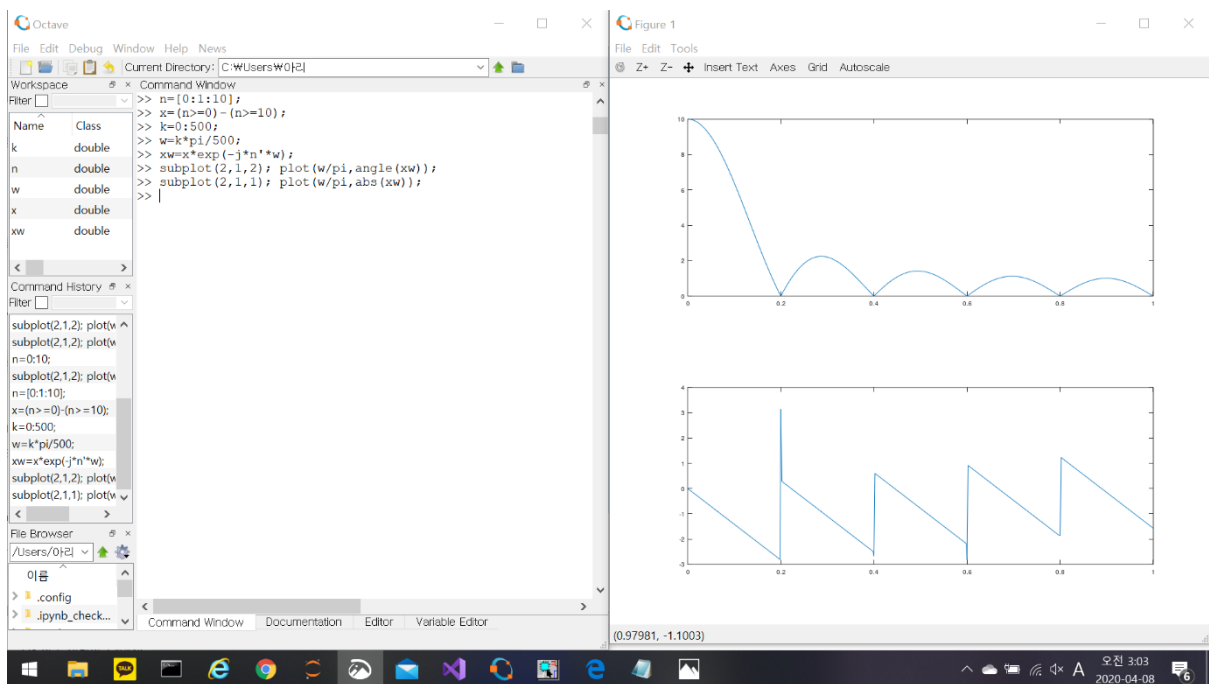 Octave
File Edit Debug Window Help News
Current Directory: C:₩Users₩아리
Workspace
Filter
Name Class
k double
n double
w double
x double
xw double
Command History
Filter
subplot(2,1,2); plot(w
subplot(2,1,2); plot(w
n=0:10;
subplot(2,1,2); plot(w
n=[0:1:10];
x=(n>=0)-(n>=10);
k=0:500;
w=k*pi/500;
xw=x*exp(-j*n'*w);
subplot(2,1,2); plot(w
subplot(2,1,1); plot(w
File Browser
/Users/아리
이름
.config
.ipynb_check...
Command Window
>> n=[0:1:10];
>> x=(n>=0)-(n>=10);
>> k=0:500;
>> w=k*pi/500;
>> xw=x*exp(-j*n'*w);
>> subplot(2,1,2); plot(w/pi,angle(xw));
>> subplot(2,1,1); plot(w/pi,abs(xw));
>>
Command Window Documentation Editor Variable Editor
Figure 1
File Edit Tools
Z+ Z- Insert Text Axes Grid Autoscale
10
8
6
4
2
0
0 0.2 0.4 0.6 0.8 1
4
3
2
1
0
-1
-2
-3
0 0.2 0.4 0.6 0.8 1
(0.97981, -1.1003)
TALK
A
오전 3:03
2020-04-08
6